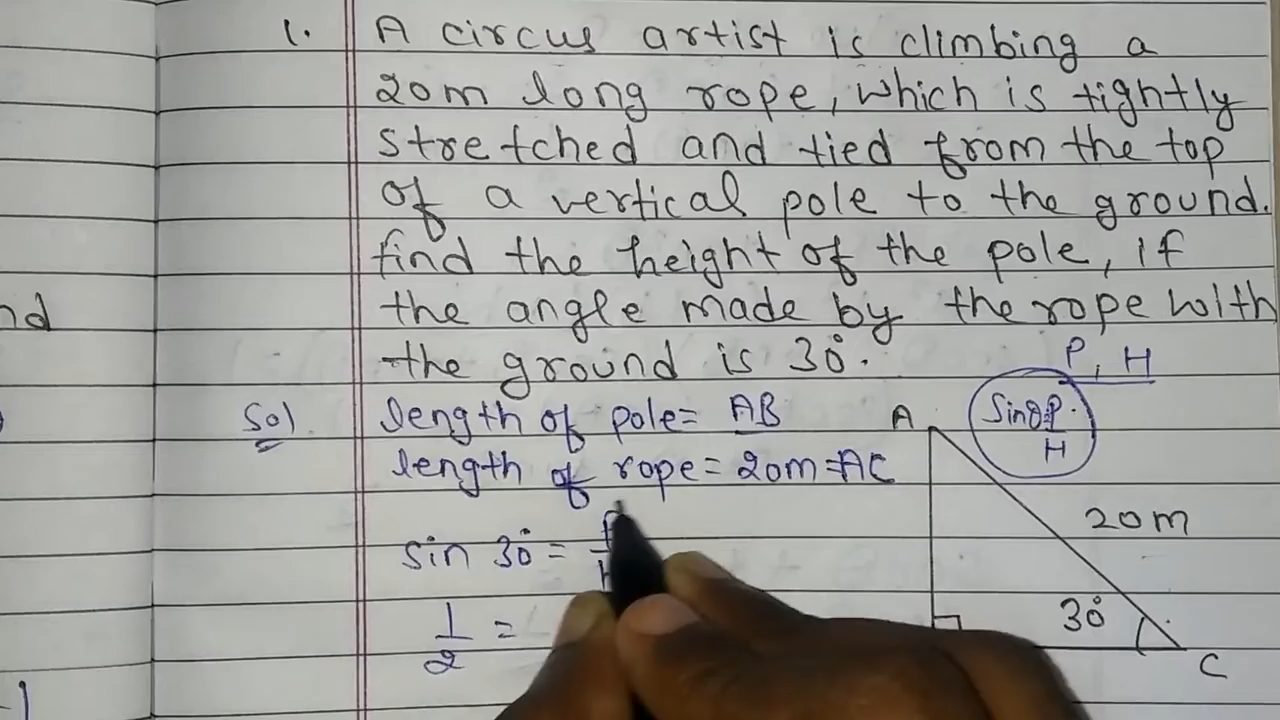 1. A circus artist is climbing a
20m long rope, which is tightly
stretched and tied from the top
of a vertical pole to the ground.
find the height of the pole, if
nd
the angle made by the rope with
the ground is 30°.
P, H
Sol. length of pole = AB
A
Sinθ = P/H
length of rope = 20m = AC
20m
sin 30° = P
1/2 =
30°
C
-1